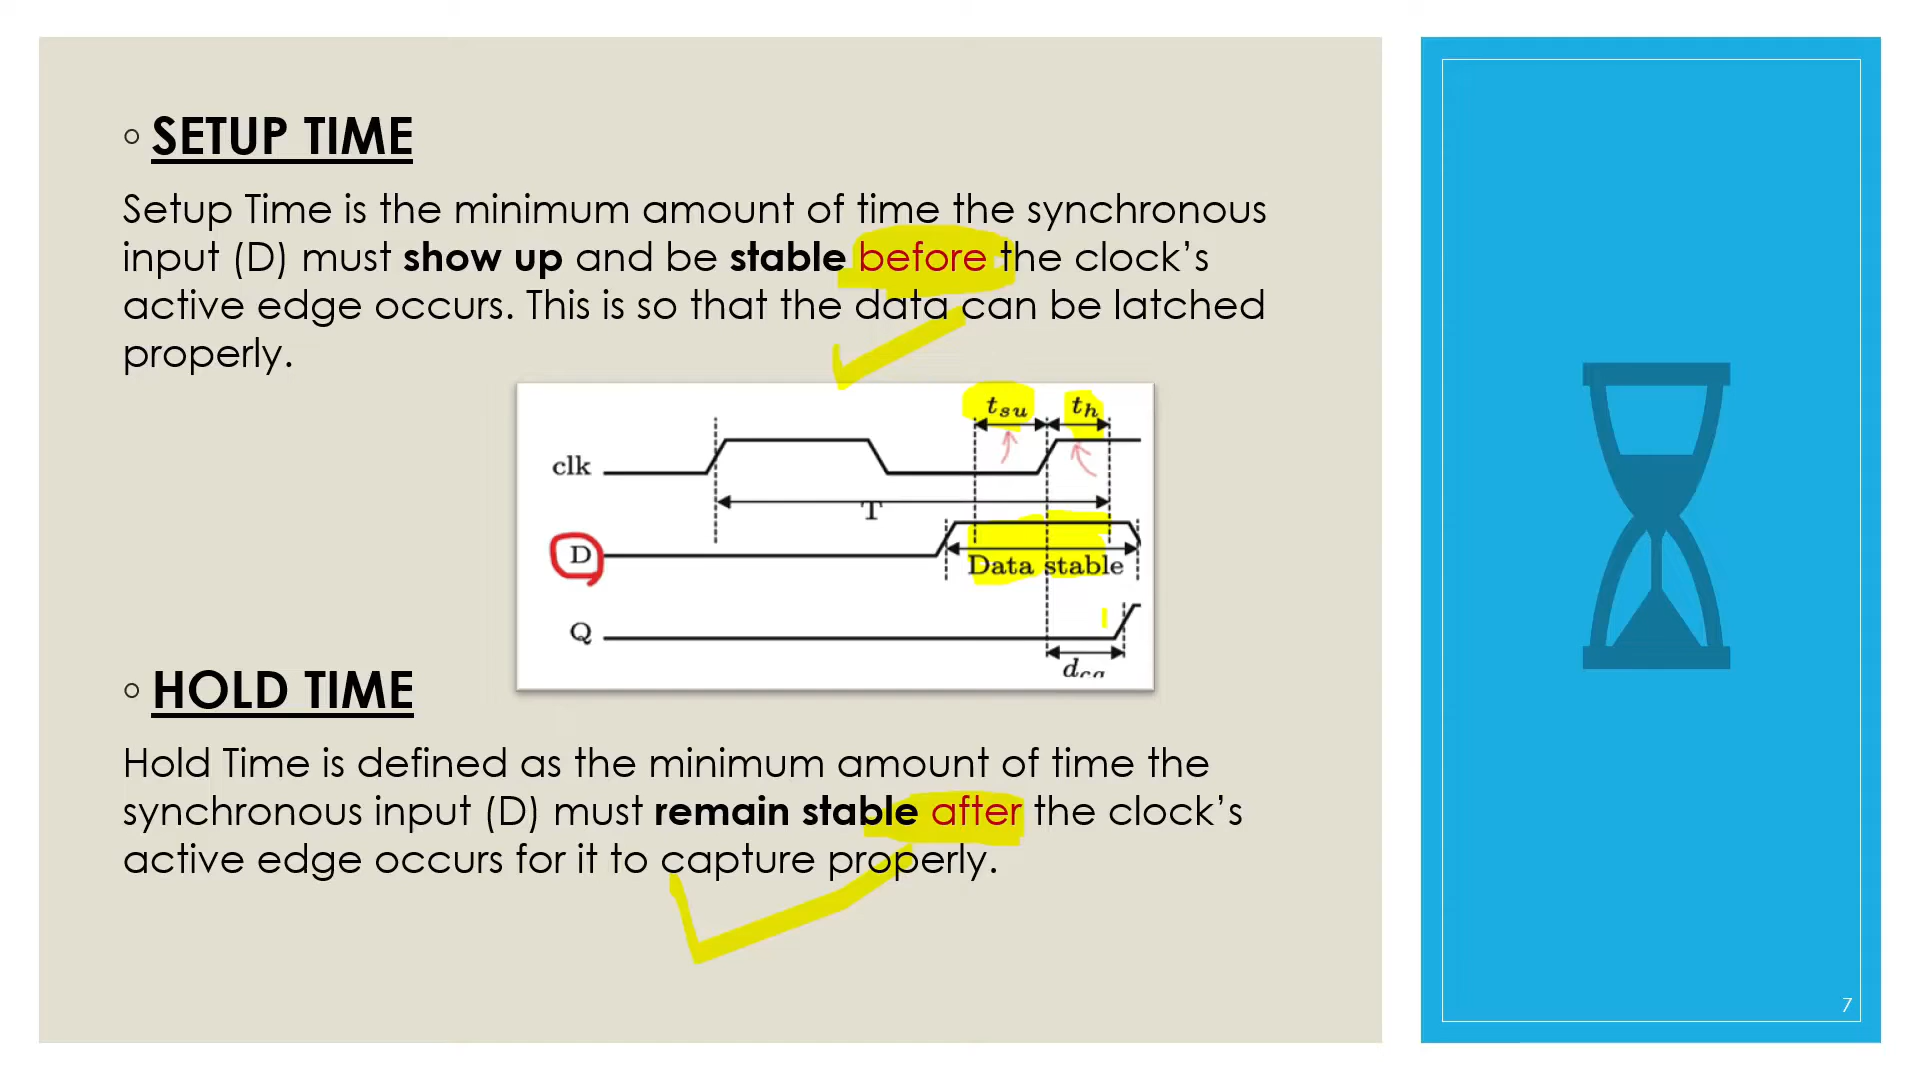 ◦ SETUP TIME
Setup Time is the minimum amount of time the synchronous
input (D) must show up and be stable before the clock’s
active edge occurs. This is so that the data can be latched
properly.
t_su t_h
clk
T
D
Data stable
Q
d_cq
◦ HOLD TIME
Hold Time is defined as the minimum amount of time the
synchronous input (D) must remain stable after the clock’s
active edge occurs for it to capture properly.
7